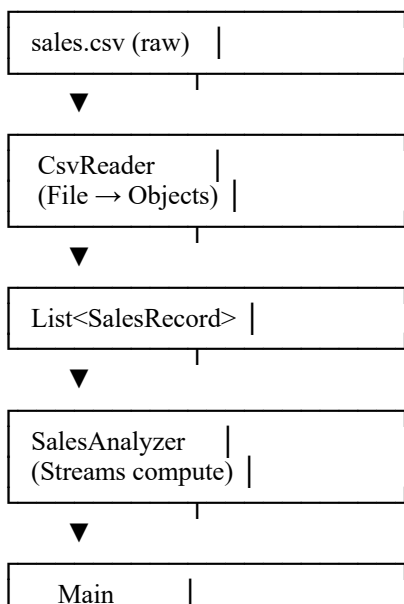 sales.csv (raw)
▼
CsvReader
(File → Objects)
▼
List<SalesRecord>
▼
SalesAnalyzer
(Streams compute)
▼
Main